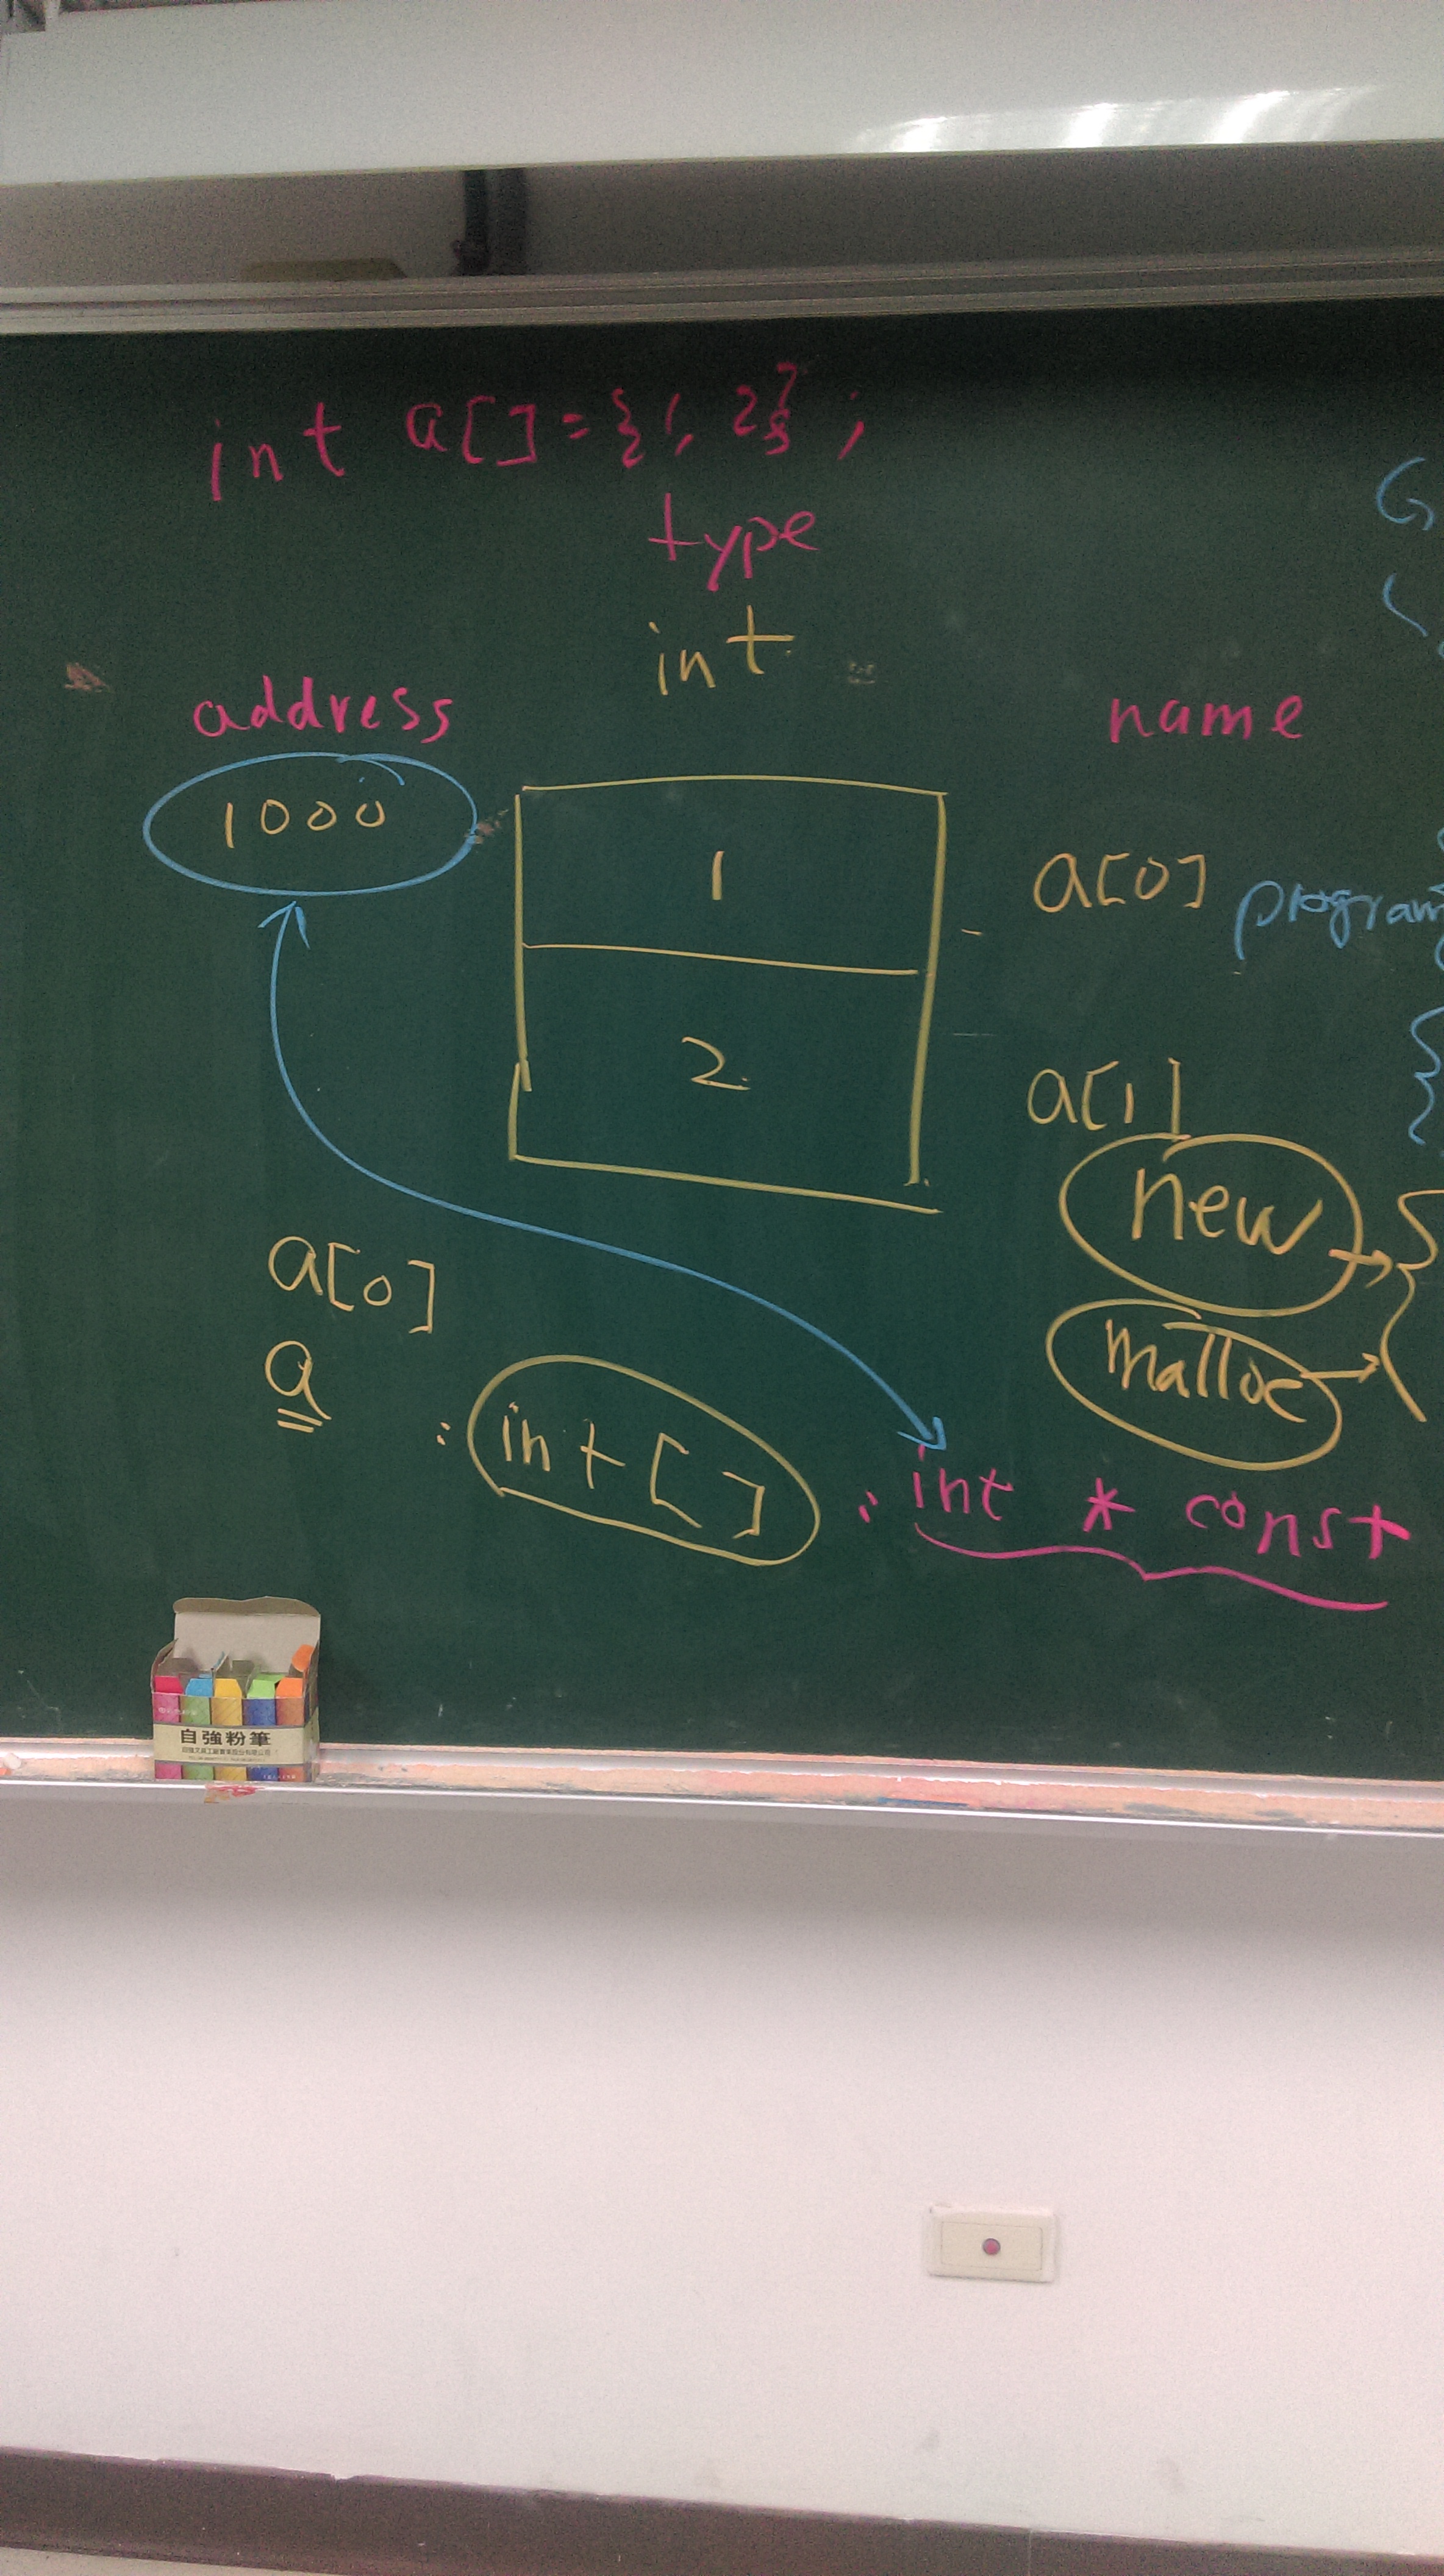 int a[]={1, 2};
type
int
address
name
1000
1
a[0]
program
2
a[1]
new
malloc
a[0]
a
: int []
: int * const
自強粉筆